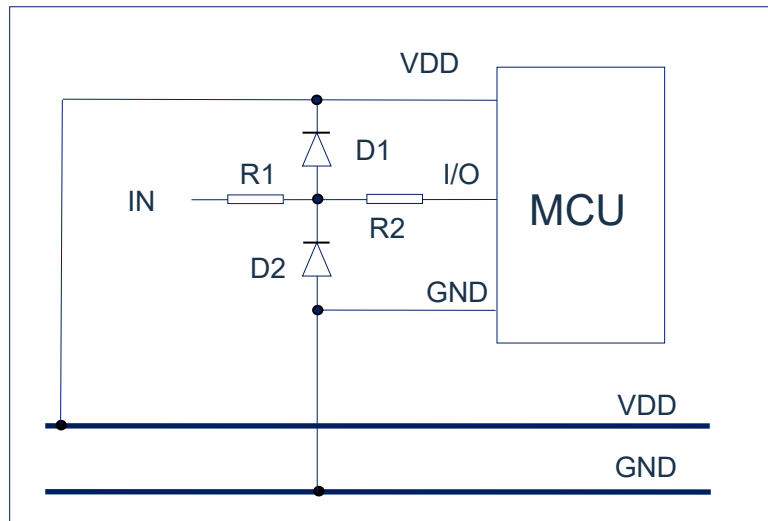 VDD
D1
R1
I/O
IN
MCU
R2
D2
GND
VDD
GND